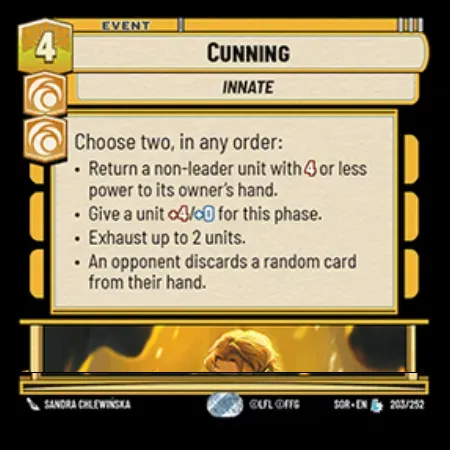 EVENT
4
CUNNING
INNATE
Choose two, in any order:
• Return a non-leader unit with 4 or less
power to its owner's hand.
• Give a unit +4/+0 for this phase.
• Exhaust up to 2 units.
• An opponent discards a random card
from their hand.
SANDRA CHLEWIŃSKA
©LFL ©FFG
SOR • EN
203/252